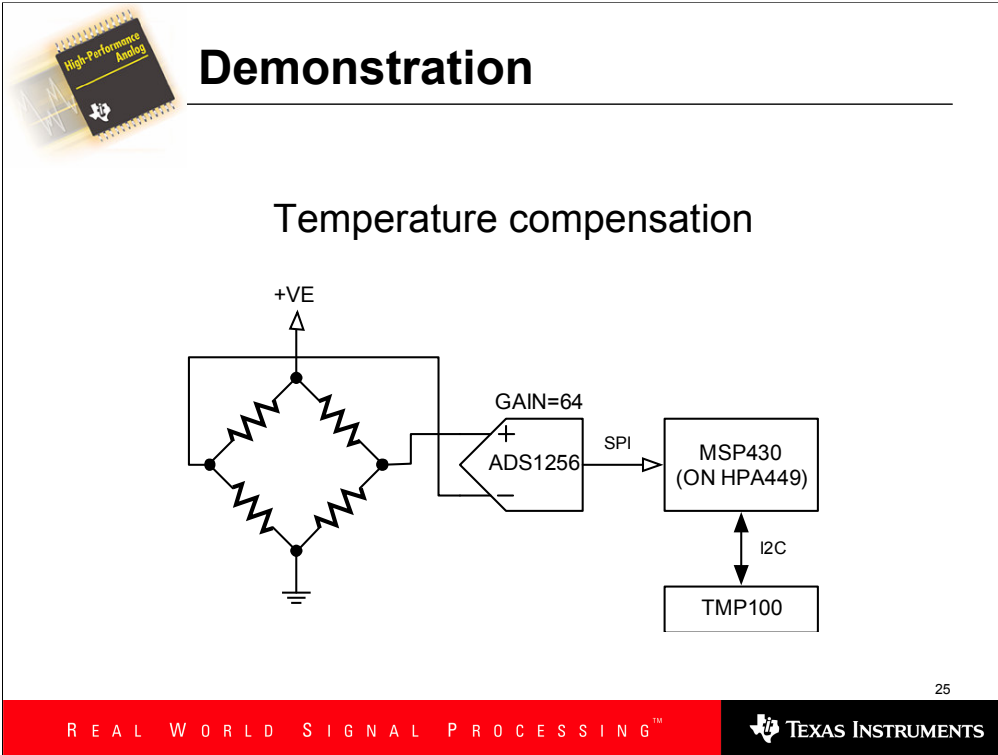 High-Performance
Analog
Demonstration
Temperature compensation
+VE
GAIN=64
+
ADS1256
−
SPI
MSP430
(ON HPA449)
I2C
TMP100
25
REAL WORLD SIGNAL PROCESSING™
TEXAS INSTRUMENTS